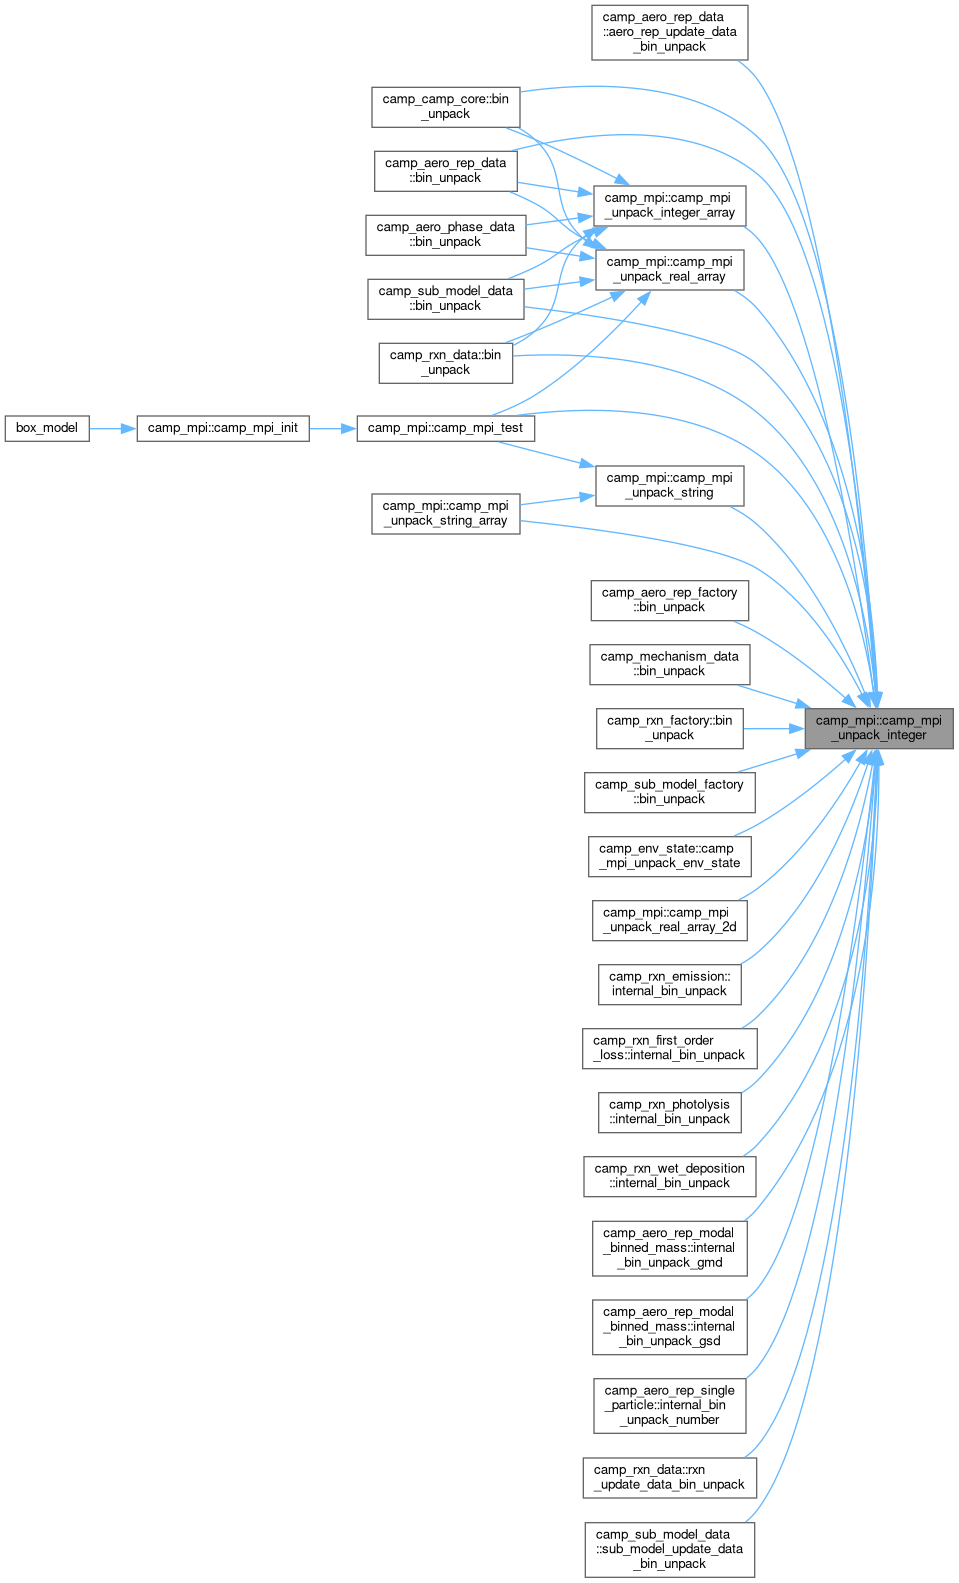 camp_aero_rep_data
::aero_rep_update_data
_bin_unpack
camp_camp_core::bin
_unpack
camp_aero_rep_data
::bin_unpack
camp_mpi::camp_mpi
_unpack_integer_array
camp_aero_phase_data
::bin_unpack
camp_mpi::camp_mpi
_unpack_real_array
camp_sub_model_data
::bin_unpack
camp_rxn_data::bin
_unpack
box_model
camp_mpi::camp_mpi_init
camp_mpi::camp_mpi_test
camp_mpi::camp_mpi
_unpack_string
camp_mpi::camp_mpi
_unpack_string_array
camp_aero_rep_factory
::bin_unpack
camp_mechanism_data
::bin_unpack
camp_rxn_factory::bin
_unpack
camp_mpi::camp_mpi
_unpack_integer
camp_sub_model_factory
::bin_unpack
camp_env_state::camp
_mpi_unpack_env_state
camp_mpi::camp_mpi
_unpack_real_array_2d
camp_rxn_emission::
internal_bin_unpack
camp_rxn_first_order
_loss::internal_bin_unpack
camp_rxn_photolysis
::internal_bin_unpack
camp_rxn_wet_deposition
::internal_bin_unpack
camp_aero_rep_modal
_binned_mass::internal
_bin_unpack_gmd
camp_aero_rep_modal
_binned_mass::internal
_bin_unpack_gsd
camp_aero_rep_single
_particle::internal_bin
_unpack_number
camp_rxn_data::rxn
_update_data_bin_unpack
camp_sub_model_data
::sub_model_update_data
_bin_unpack